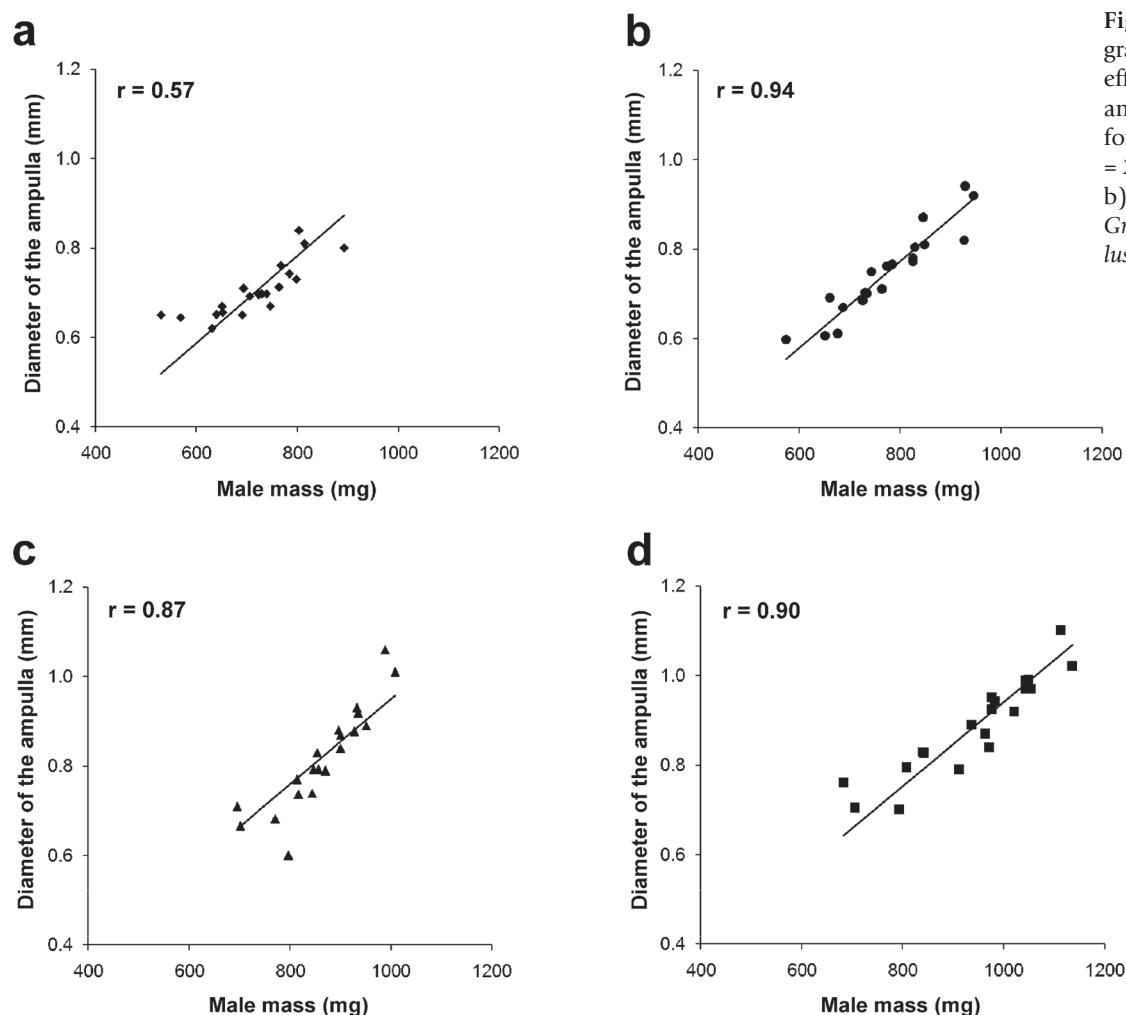 a
r = 0.57
Diameter of the ampulla (mm)
1.2
1.0
0.8
0.6
0.4
400 600 800 1000 1200
Male mass (mg)
b
r = 0.94
Diameter of the ampulla (mm)
1.2
1.0
0.8
0.6
0.4
400 600 800 1000 1200
Male mass (mg)
c
r = 0.87
Diameter of the ampulla (mm)
1.2
1.0
0.8
0.6
0.4
400 600 800 1000 1200
Male mass (mg)
d
r = 0.90
Diameter of the ampulla (mm)
1.2
1.0
0.8
0.6
0.4
400 600 800 1000 1200
Male mass (mg)
b)